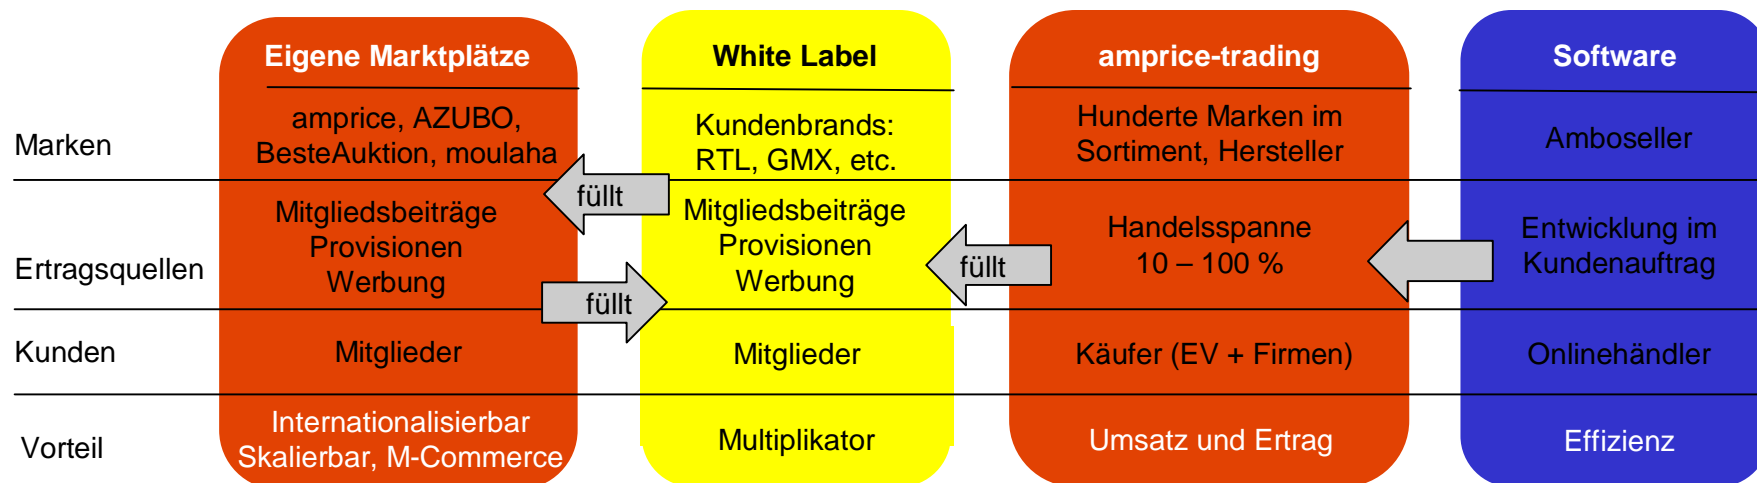 Eigene Marktplätze
White Label
amprice-trading
Software
Marken
amprice, AZUBO,
BesteAuktion, moulaha
Kundenbrands:
RTL, GMX, etc.
Hunderte Marken im
Sortiment, Hersteller
Amboseller
füllt
Ertragsquellen
Mitgliedsbeiträge
Provisionen
Werbung
füllt
Mitgliedsbeiträge
Provisionen
Werbung
füllt
Handelsspanne
10 – 100 %
Entwicklung im
Kundenauftrag
Kunden
Mitglieder
Mitglieder
Käufer (EV + Firmen)
Onlinehändler
Vorteil
Internationalisierbar
Skalierbar, M-Commerce
Multiplikator
Umsatz und Ertrag
Effizienz